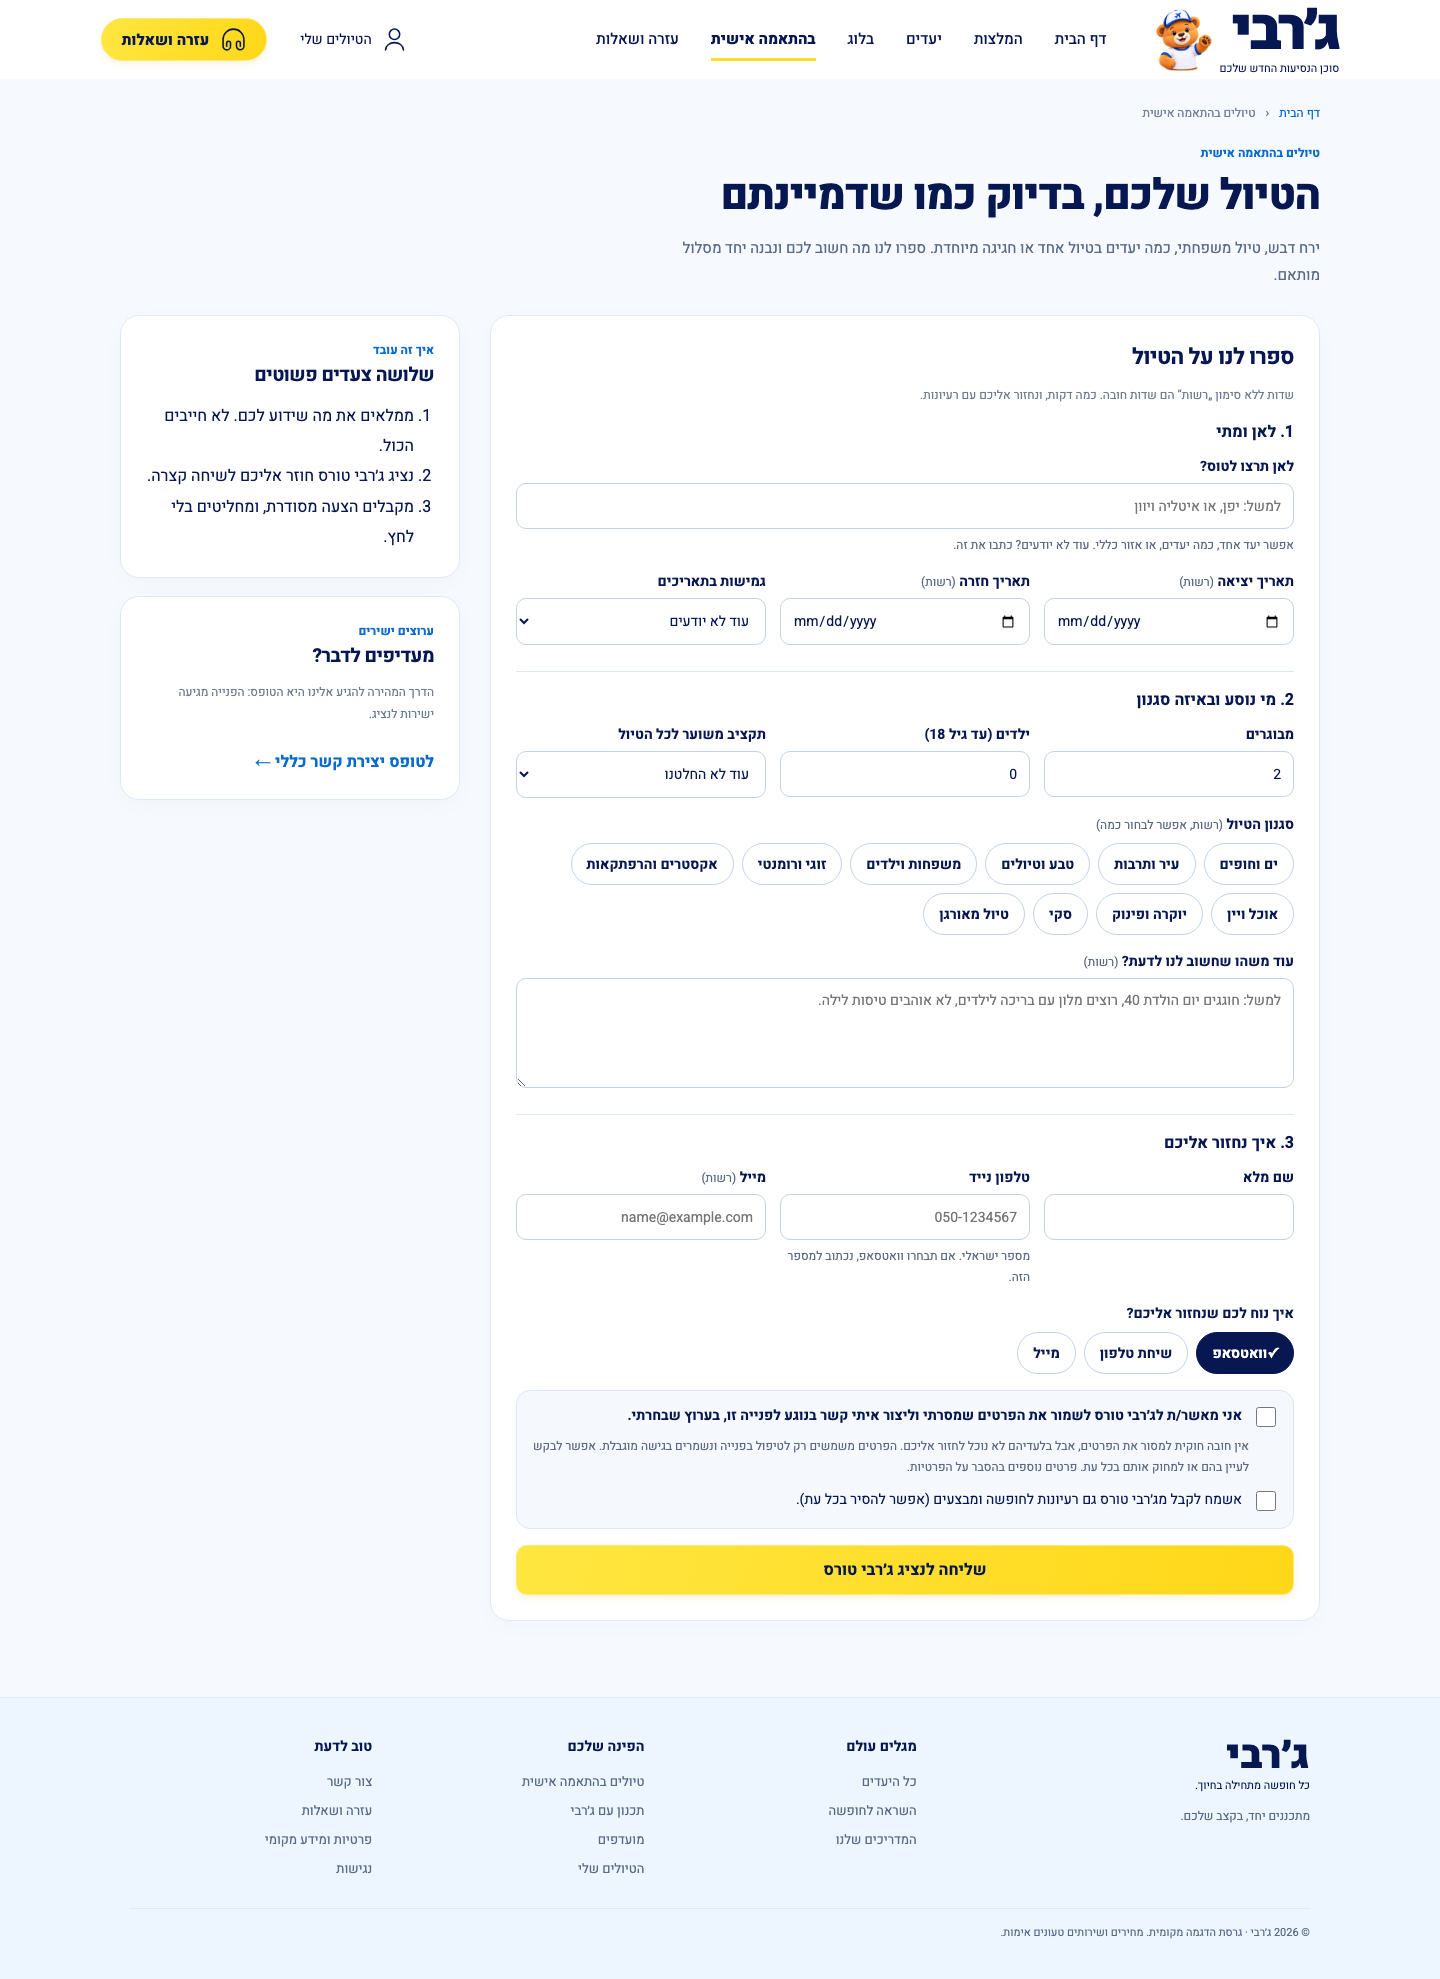 ג׳רבי
סוכן הנסיעות החדש שלכם
דף הבית
המלצות
יעדים
בלוג
בהתאמה אישית
עזרה ושאלות
הטיולים שלי
עזרה ושאלות
דף הבית ‹ טיולים בהתאמה אישית
טיולים בהתאמה אישית
הטיול שלכם, בדיוק כמו שדמיינתם
ירח דבש, טיול משפחתי, כמה יעדים בטיול אחד או חגיגה מיוחדת. ספרו לנו מה חשוב לכם ונבנה יחד מסלול
מותאם.
ספרו לנו על הטיול
שדות ללא סימון „רשות” הם שדות חובה. כמה דקות, ונחזור אליכם עם רעיונות.
1. לאן ומתי
לאן תרצו לטוס?
למשל: יפן, או איטליה ויוון
אפשר יעד אחד, כמה יעדים, או אזור כללי. עוד לא יודעים? כתבו את זה.
תאריך יציאה (רשות)
תאריך חזרה (רשות)
גמישות בתאריכים
mm/dd/yyyy
mm/dd/yyyy
עוד לא יודעים
2. מי נוסע ובאיזה סגנון
מבוגרים
ילדים (עד גיל 18)
תקציב משוער לכל הטיול
2
0
עוד לא החלטנו
סגנון הטיול (רשות, אפשר לבחור כמה)
ים וחופים
עיר ותרבות
טבע וטיולים
משפחות וילדים
זוגי ורומנטי
אקסטרים והרפתקאות
אוכל ויין
יוקרה ופינוק
סקי
טיול מאורגן
עוד משהו שחשוב לנו לדעת? (רשות)
למשל: חוגגים יום הולדת 40, רוצים מלון עם בריכה לילדים, לא אוהבים טיסות לילה.
3. איך נחזור אליכם
שם מלא
טלפון נייד
מייל (רשות)
050-1234567
name@example.com
מספר ישראלי. אם תבחרו וואטסאפ, נכתוב למספר
הזה.
איך נוח לכם שנחזור אליכם?
✓וואטסאפ
שיחת טלפון
מייל
אני מאשר/ת לג׳רבי טורס לשמור את הפרטים שמסרתי וליצור איתי קשר בנוגע לפנייה זו, בערוץ שבחרתי.
אין חובה חוקית למסור את הפרטים, אבל בלעדיהם לא נוכל לחזור אליכם. הפרטים משמשים רק לטיפול בפנייה ונשמרים בגישה מוגבלת. אפשר לבקש
לעיין בהם או למחוק אותם בכל עת. פרטים נוספים בהסבר על הפרטיות.
אשמח לקבל מג׳רבי טורס גם רעיונות לחופשה ומבצעים (אפשר להסיר בכל עת).
שליחה לנציג ג׳רבי טורס
איך זה עובד
שלושה צעדים פשוטים
1. ממלאים את מה שידוע לכם. לא חייבים
הכול.
2. נציג ג׳רבי טורס חוזר אליכם לשיחה קצרה.
3. מקבלים הצעה מסודרת, ומחליטים בלי
לחץ.
ערוצים ישירים
מעדיפים לדבר?
הדרך המהירה להגיע אלינו היא הטופס: הפנייה מגיעה
ישירות לנציג.
לטופס יצירת קשר כללי ←
ג׳רבי
כל חופשה מתחילה בחיוך.
מתכננים יחד, בקצב שלכם.
מגלים עולם
כל היעדים
השראה לחופשה
המדריכים שלנו
הפינה שלכם
טיולים בהתאמה אישית
תכנון עם ג׳רבי
מועדפים
הטיולים שלי
טוב לדעת
צור קשר
עזרה ושאלות
פרטיות ומידע מקומי
נגישות
© 2026 ג׳רבי · גרסת הדגמה מקומית. מחירים ושירותים טעונים אימות.